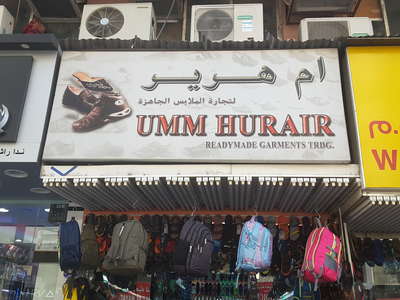 ام هرير
لتجارة الملابس الجاهزة
UMM HURAIR
READYMADE GARMENTS TRDG.